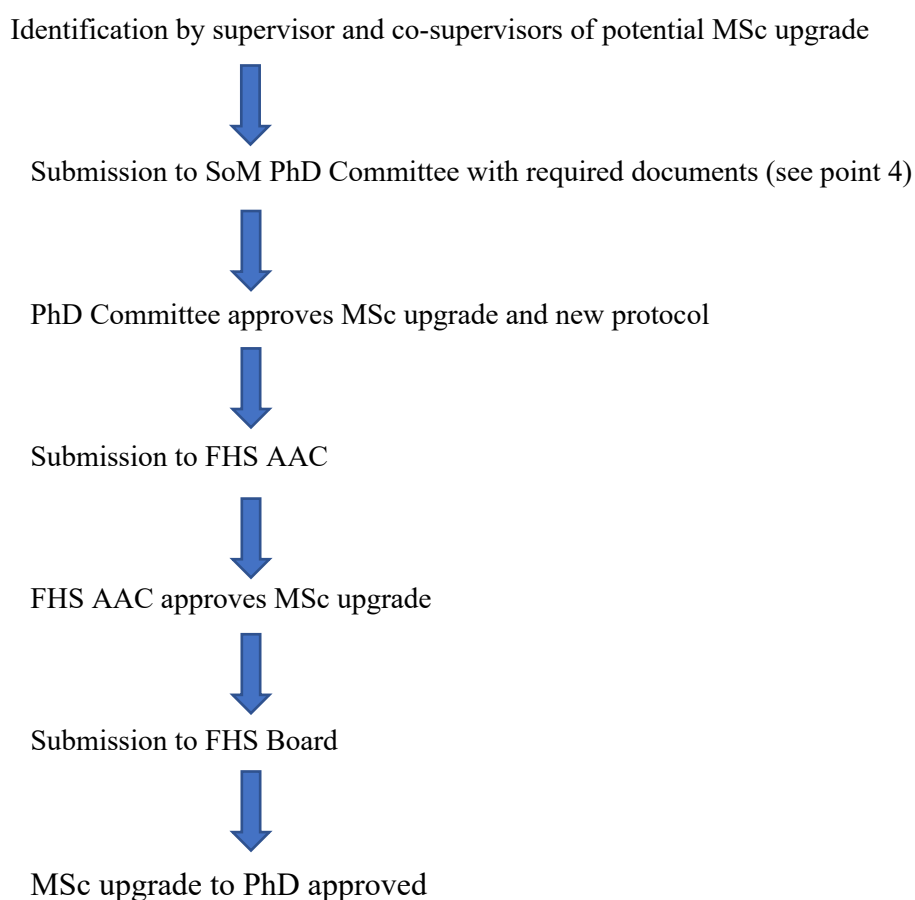 Identification by supervisor and co-supervisors of potential MSc upgrade
Submission to SoM PhD Committee with required documents (see point 4)
PhD Committee approves MSc upgrade and new protocol
Submission to FHS AAC
FHS AAC approves MSc upgrade
Submission to FHS Board
MSc upgrade to PhD approved